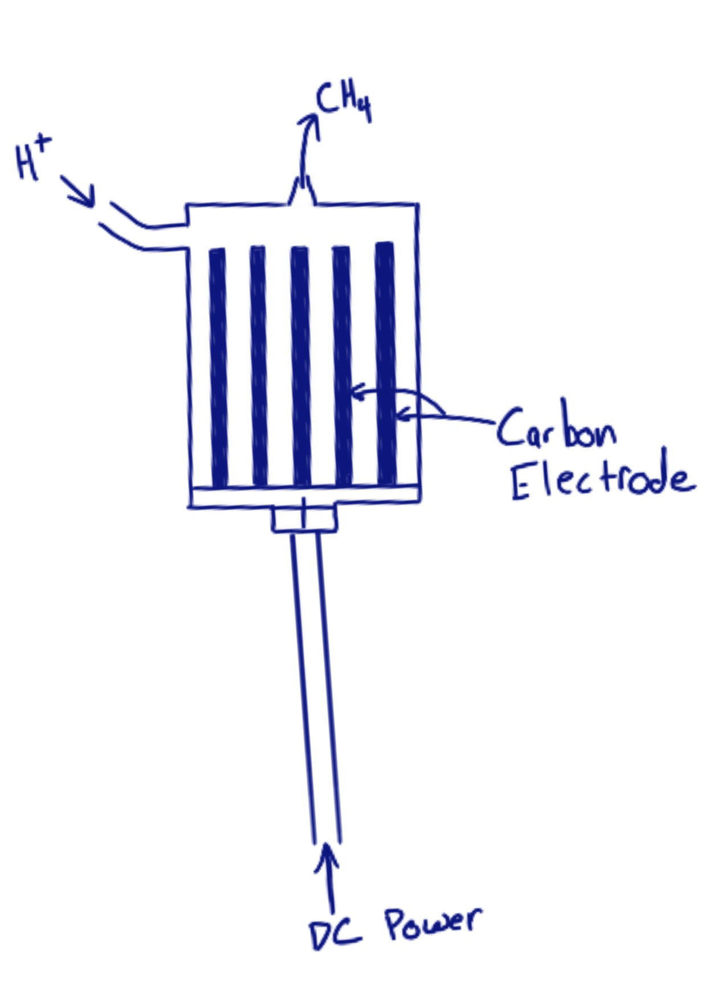 CH₄
H⁺
Carbon
Electrode
DC Power